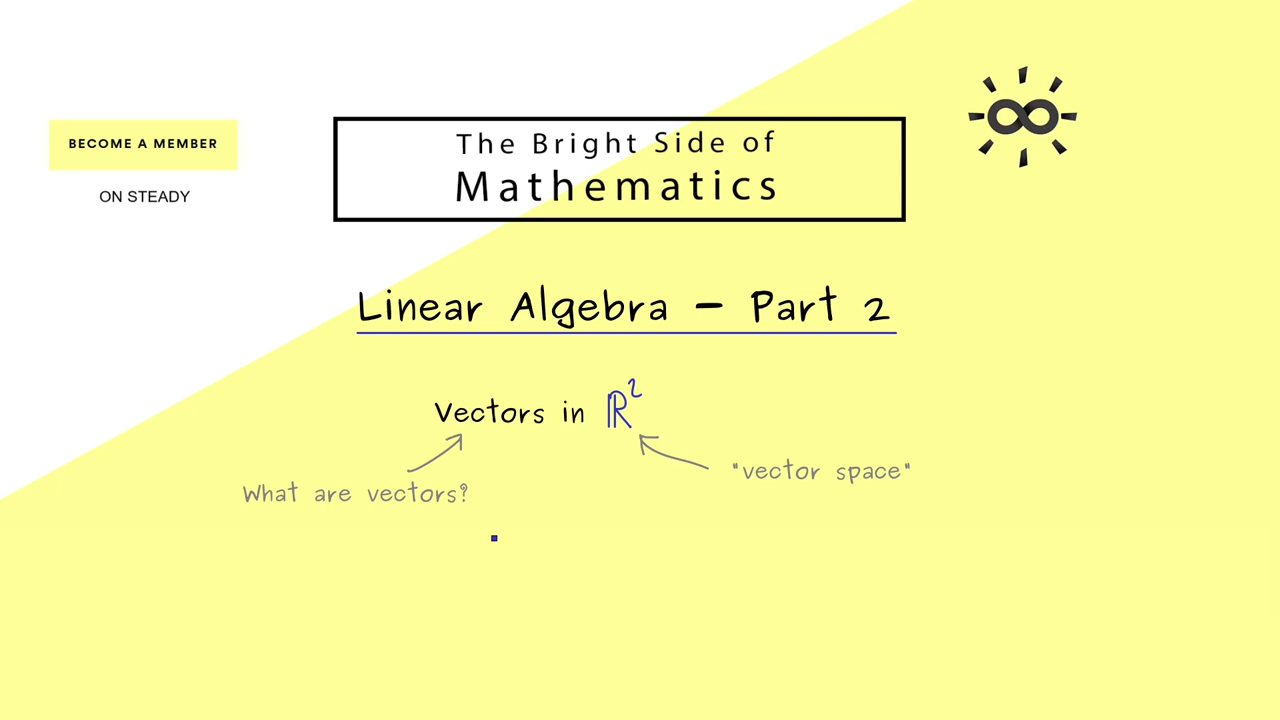 BECOME A MEMBER
ON STEADY
The Bright Side of
Mathematics
Linear Algebra – Part 2
Vectors in ℝ²
What are vectors?
"vector space"